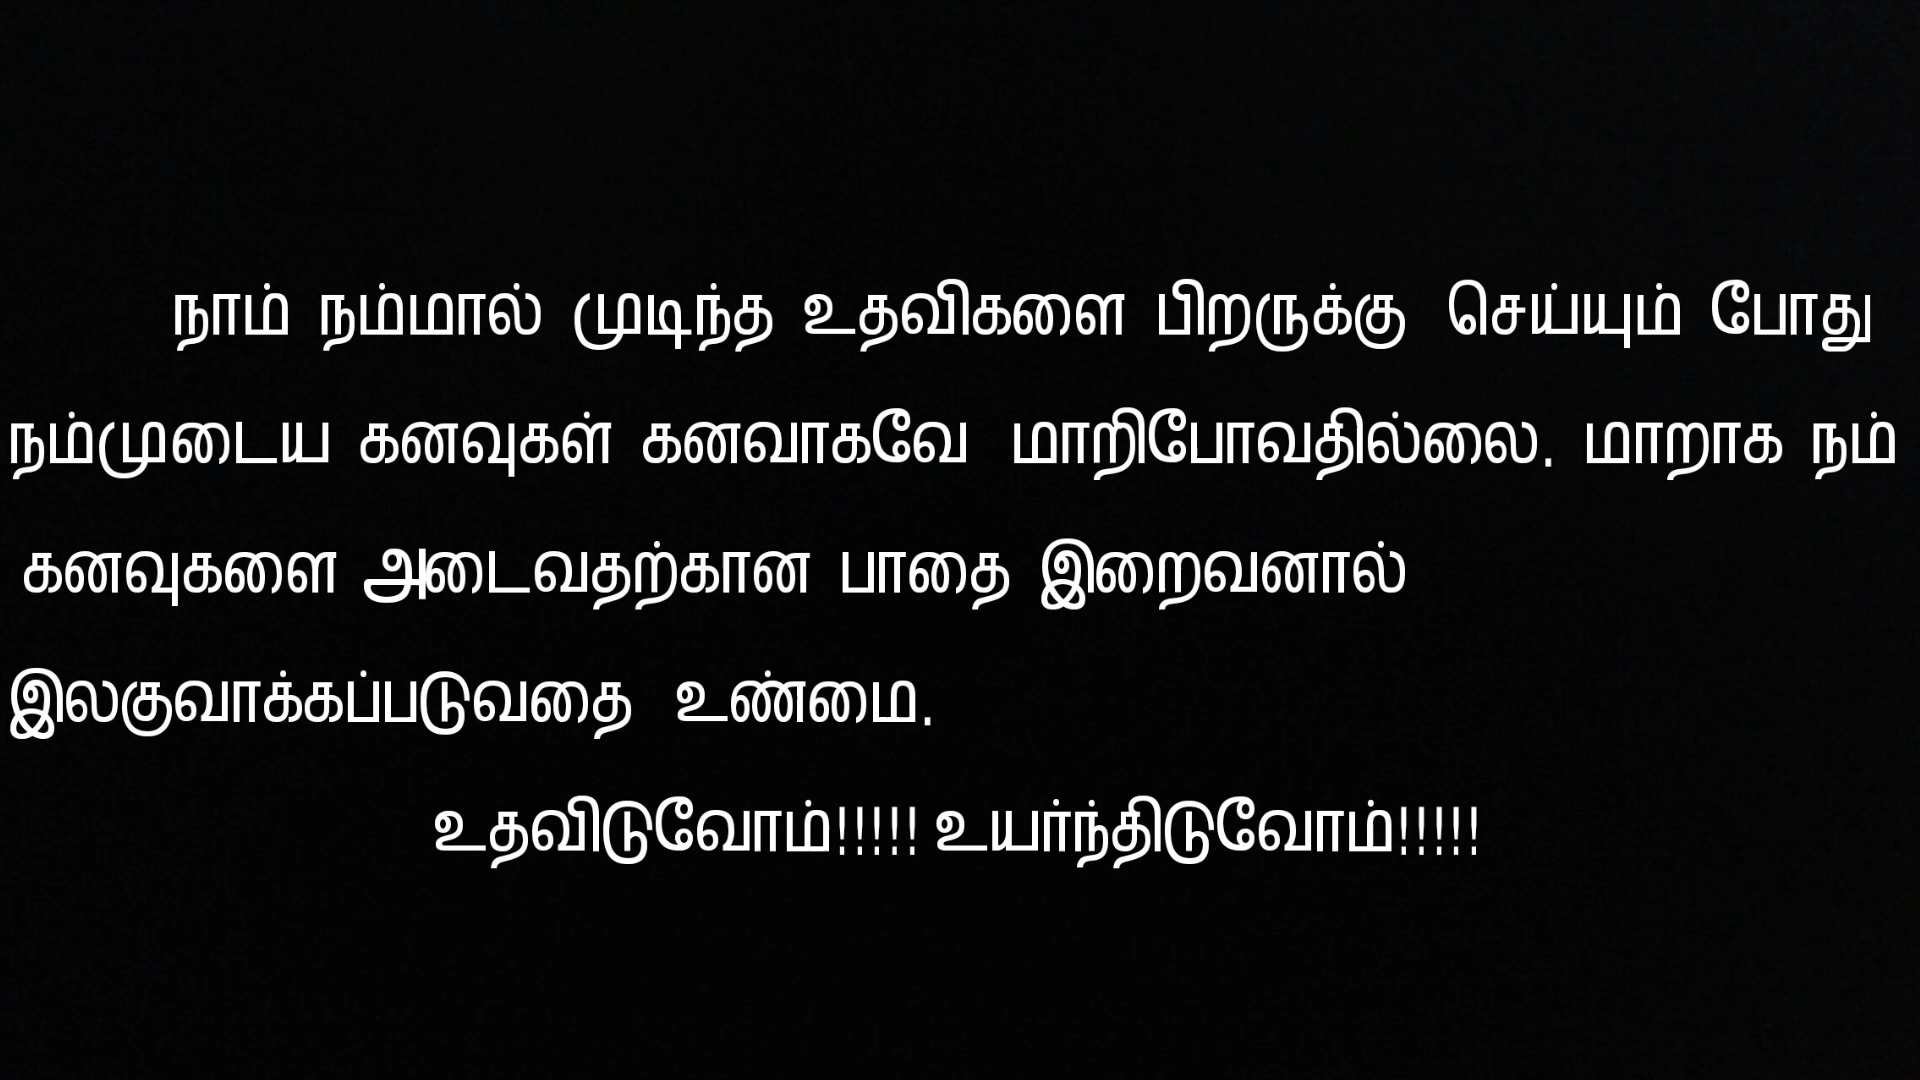 நாம் நம்மால் முடிந்த உதவிகளை பிறருக்கு செய்யும் போது
நம்முடைய கனவுகள் கனவாகவே மாறிபோவதில்லை. மாறாக நம்
கனவுகளை அடைவதற்கான பாதை இறைவனால்
இலகுவாக்கப்படுவதை உண்மை.
உதவிடுவோம்!!!!! உயர்ந்திடுவோம்!!!!!